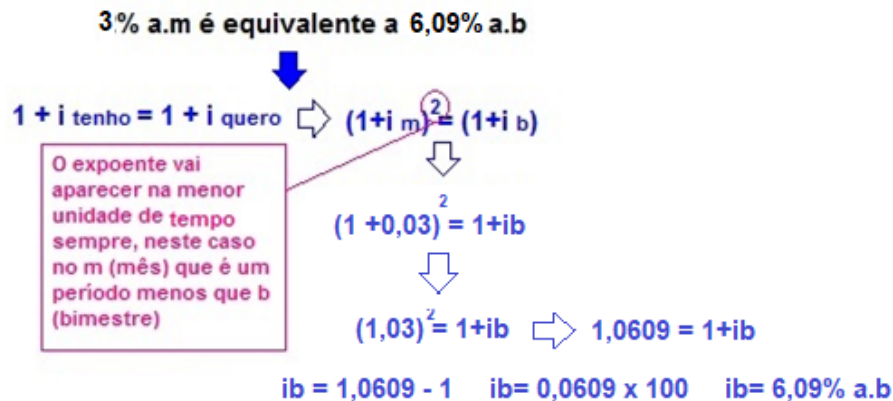 3% a.m é equivalente a 6,09% a.b
1 + i tenho = 1 + i quero (1+i m)² = (1+i b)
O expoente vai
aparecer na menor
unidade de tempo
sempre, neste caso
no m (mês) que é um
período menos que b
(bimestre)
(1 +0,03)² = 1+ib
(1,03)² = 1+ib 1,0609 = 1+ib
ib = 1,0609 - 1 ib= 0,0609 x 100 ib= 6,09% a.b